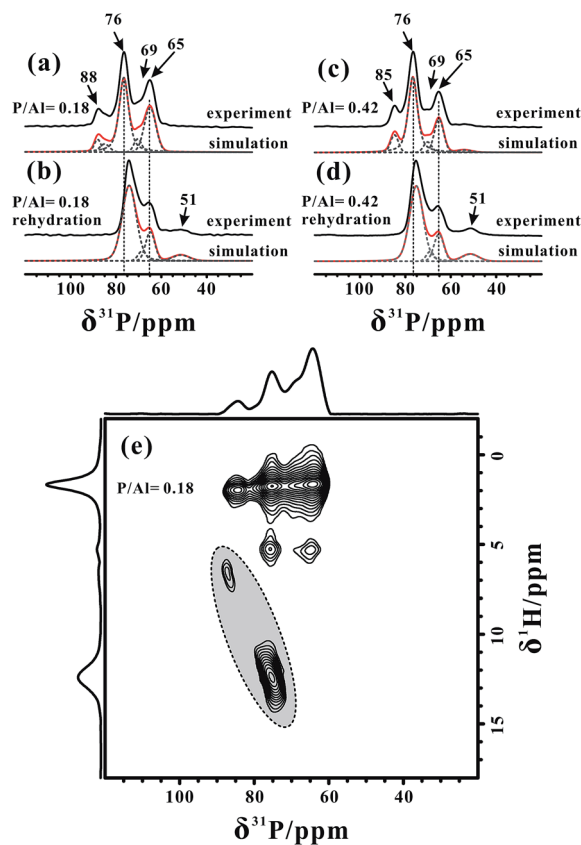 76
(a)
69
65
88
P/Al= 0.18
experiment
simulation
(b)
P/Al= 0.18
rehydration
51
experiment
simulation
100 80 60 40
δ³¹P/ppm
76
(c)
69
65
85
P/Al= 0.42
experiment
simulation
(d)
P/Al= 0.42
rehydration
51
experiment
simulation
100 80 60 40
δ³¹P/ppm
(e)
P/Al= 0.18
0
5
10
15
δ¹H/ppm
100 80 60 40
δ³¹P/ppm